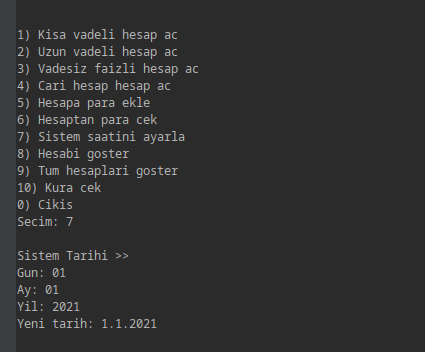 1) Kisa vadeli hesap ac
2) Uzun vadeli hesap ac
3) Vadesiz faizli hesap ac
4) Cari hesap hesap ac
5) Hesapa para ekle
6) Hesaptan para cek
7) Sistem saatini ayarla
8) Hesabi goster
9) Tum hesaplari goster
10) Kura cek
0) Cikis
Secim: 7
Sistem Tarihi >>
Gun: 01
Ay: 01
Yil: 2021
Yeni tarih: 1.1.2021